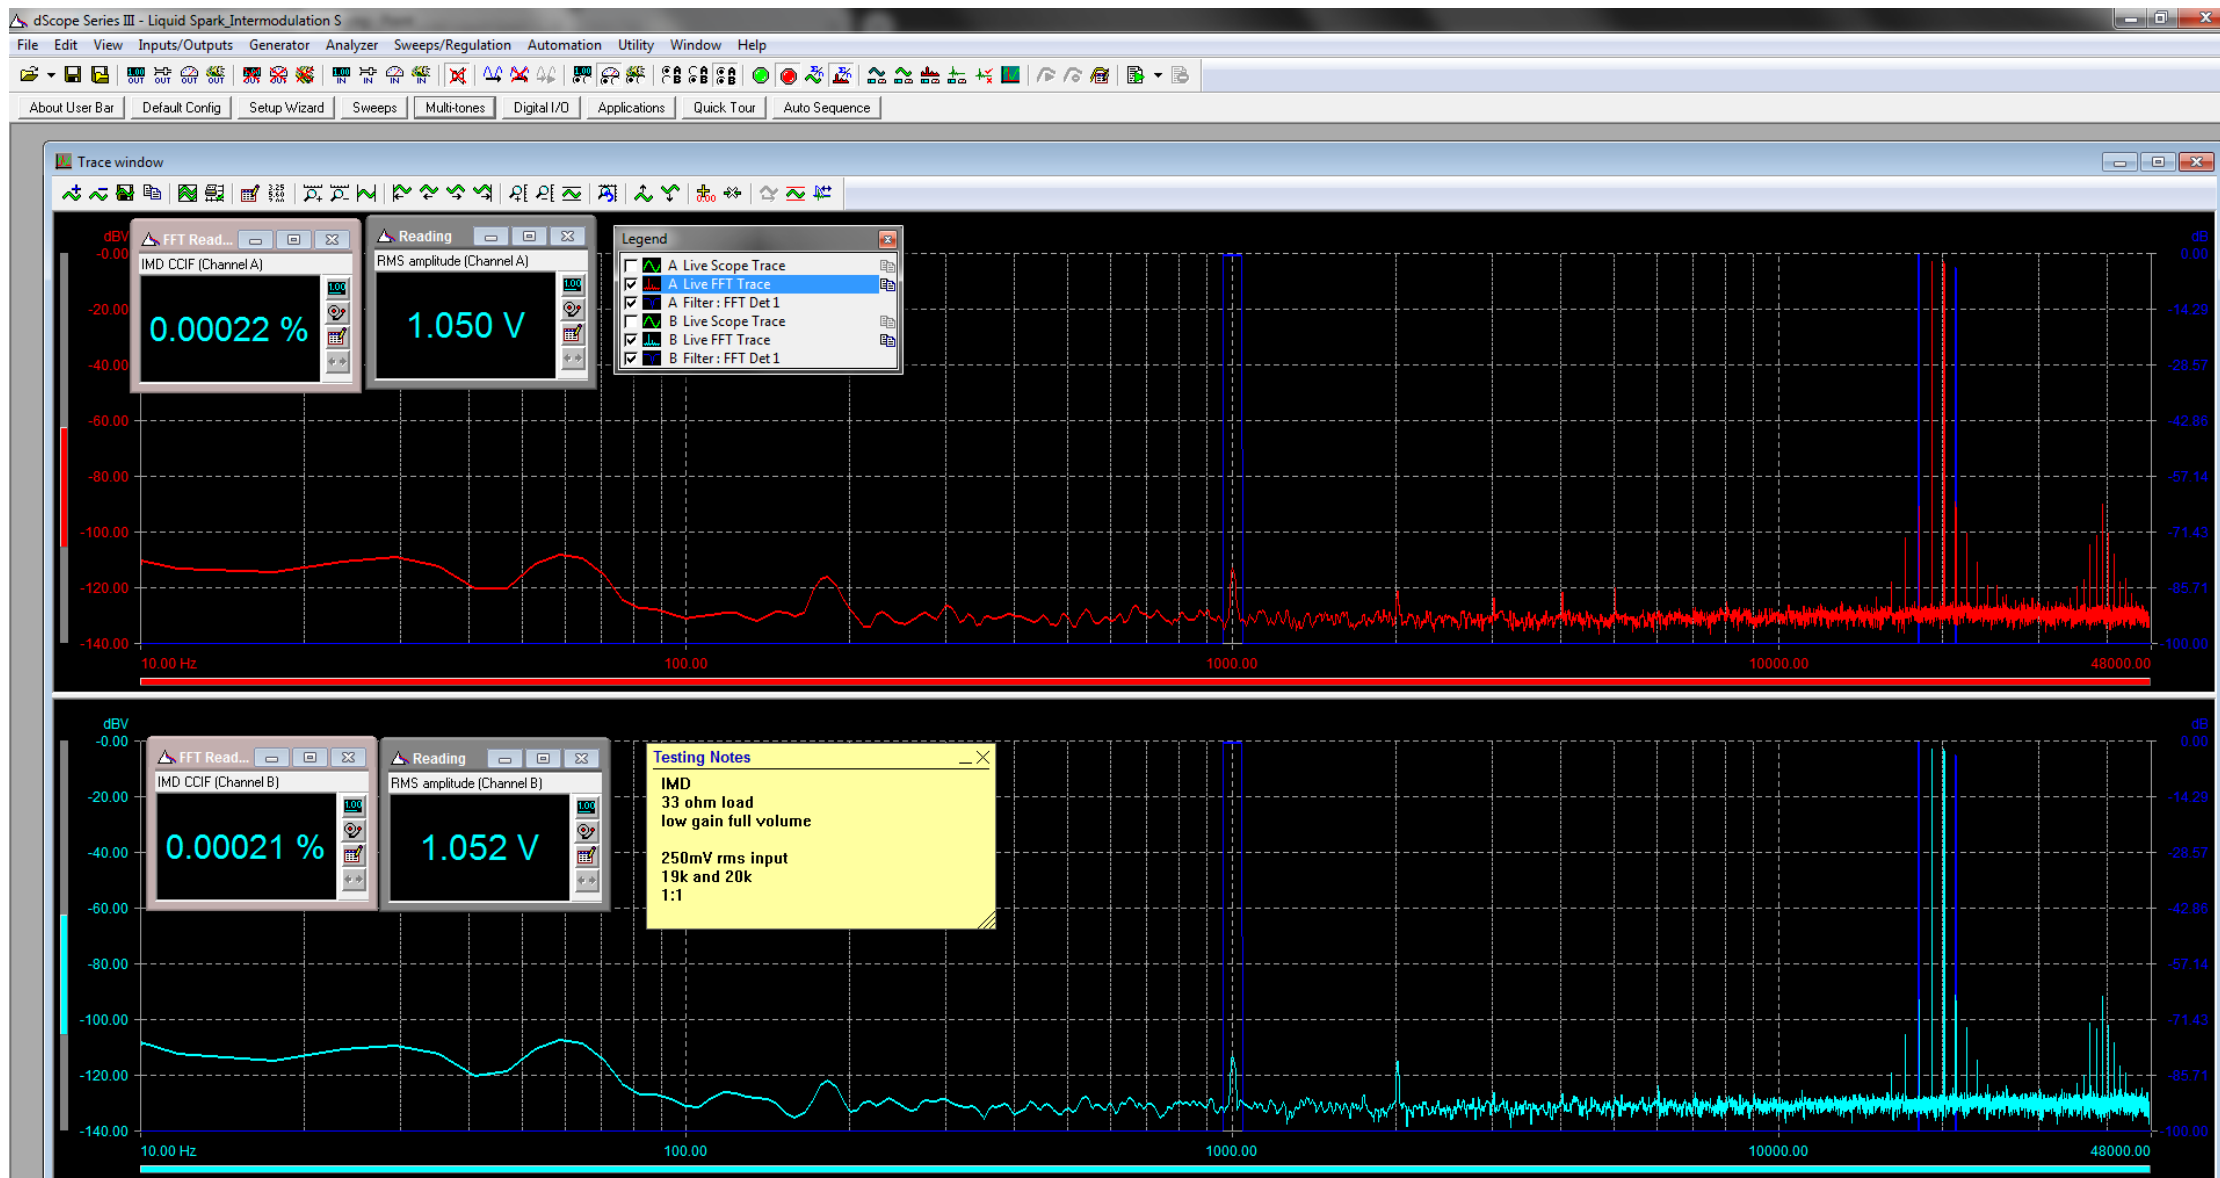 dScope Series III - Liquid Spark_Intermodulation S
File Edit View Inputs/Outputs Generator Analyzer Sweeps/Regulation Automation Utility Window Help
About User Bar Default Config Setup Wizard Sweeps Multi-tones Digital I/O Applications Quick Tour Auto Sequence
Trace window
dBV
-0.00
-20.00
-40.00
-60.00
-80.00
-100.00
-120.00
-140.00
FFT Read...
IMD CCIF (Channel A)
0.00022 %
Reading
RMS amplitude (Channel A)
1.050 V
Legend
A Live Scope Trace
A Live FFT Trace
A Filter : FFT Det 1
B Live Scope Trace
B Live FFT Trace
B Filter : FFT Det 1
dB
0.00
-14.29
-28.57
-42.86
-57.14
-71.43
-85.71
-100.00
10.00 Hz 100.00 1000.00 10000.00 48000.00
dBV
-0.00
-20.00
-40.00
-60.00
-80.00
-100.00
-120.00
-140.00
FFT Read...
IMD CCIF (Channel B)
0.00021 %
Reading
RMS amplitude (Channel B)
1.052 V
Testing Notes
IMD
33 ohm load
low gain full volume
250mV rms input
19k and 20k
1:1
dB
0.00
-14.29
-28.57
-42.86
-57.14
-71.43
-85.71
-100.00
10.00 Hz 100.00 1000.00 10000.00 48000.00